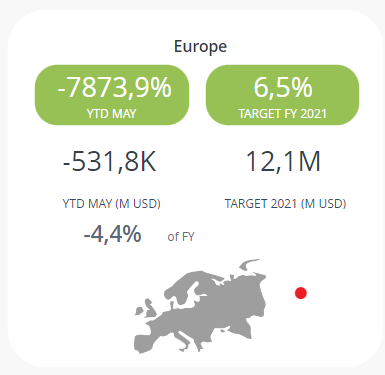 Europe
-7873,9% 6,5%
YTD MAY TARGET FY 2021
-531,8K 12,1M
YTD MAY (M USD) TARGET 2021 (M USD)
-4,4% of FY